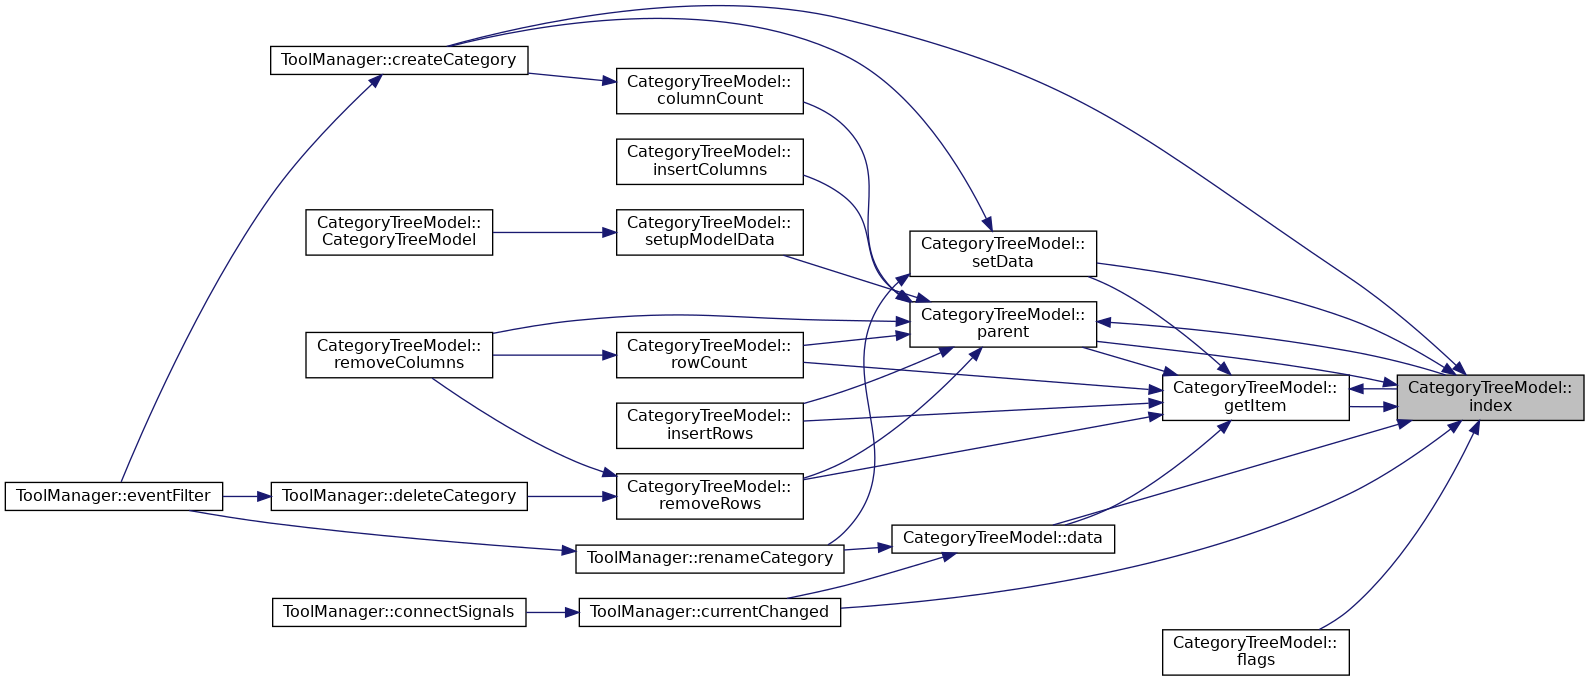 ToolManager::createCategory
CategoryTreeModel::
columnCount
CategoryTreeModel::
insertColumns
CategoryTreeModel::
CategoryTreeModel
CategoryTreeModel::
setupModelData
CategoryTreeModel::
setData
CategoryTreeModel::
parent
CategoryTreeModel::
removeColumns
CategoryTreeModel::
rowCount
CategoryTreeModel::
getItem
CategoryTreeModel::
index
CategoryTreeModel::
insertRows
ToolManager::eventFilter
ToolManager::deleteCategory
CategoryTreeModel::
removeRows
CategoryTreeModel::data
ToolManager::renameCategory
ToolManager::connectSignals
ToolManager::currentChanged
CategoryTreeModel::
flags